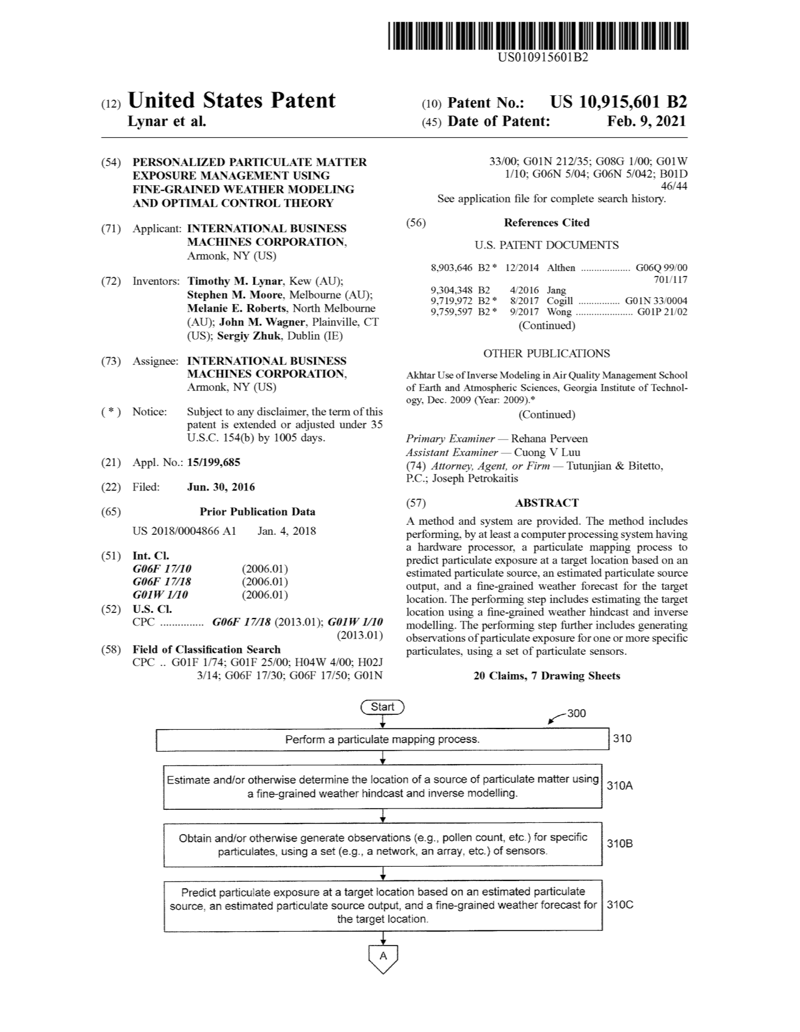 US010915601B2
(12) United States Patent
Lynar et al.
(10) Patent No.: US 10,915,601 B2
(45) Date of Patent: Feb. 9, 2021
(54) PERSONALIZED PARTICULATE MATTER
EXPOSURE MANAGEMENT USING
FINE-GRAINED WEATHER MODELING
AND OPTIMAL CONTROL THEORY
(71) Applicant: INTERNATIONAL BUSINESS
MACHINES CORPORATION,
Armonk, NY (US)
(72) Inventors: Timothy M. Lynar, Kew (AU);
Stephen M. Moore, Melbourne (AU);
Melanie E. Roberts, North Melbourne
(AU); John M. Wagner, Plainville, CT
(US); Sergiy Zhuk, Dublin (IE)
(73) Assignee: INTERNATIONAL BUSINESS
MACHINES CORPORATION,
Armonk, NY (US)
( * ) Notice: Subject to any disclaimer, the term of this
patent is extended or adjusted under 35
U.S.C. 154(b) by 1005 days.
(21) Appl. No.: 15/199,685
(22) Filed: Jun. 30, 2016
(65) Prior Publication Data
US 2018/0004866 A1 Jan. 4, 2018
(51) Int. Cl.
G06F 17/10 (2006.01)
G06F 17/18 (2006.01)
G01W 1/10 (2006.01)
(52) U.S. Cl.
CPC ............... G06F 17/18 (2013.01); G01W 1/10
(2013.01)
(58) Field of Classification Search
CPC .. G01F 1/74; G01F 25/00; H04W 4/00; H02J
3/14; G06F 17/30; G06F 17/50; G01N
33/00; G01N 212/35; G08G 1/00; G01W
1/10; G06N 5/04; G06N 5/042; B01D
46/44
See application file for complete search history.
(56) References Cited
U.S. PATENT DOCUMENTS
8,903,646 B2 * 12/2014 Althen .................. G06Q 99/00
701/117
9,304,348 B2 4/2016 Jang
9,719,972 B2 * 8/2017 Cogill ............... G01N 33/0004
9,759,597 B2 * 9/2017 Wong ..................... G01P 21/02
(Continued)
OTHER PUBLICATIONS
Akhtar Use of Inverse Modeling in Air Quality Management School
of Earth and Atmospheric Sciences, Georgia Institute of Technol-
ogy, Dec. 2009 (Year: 2009).*
(Continued)
Primary Examiner — Rehana Perveen
Assistant Examiner — Cuong V Luu
(74) Attorney, Agent, or Firm — Tutunjian & Bitetto,
P.C.; Joseph Petrokaitis
(57) ABSTRACT
A method and system are provided. The method includes
performing, by at least a computer processing system having
a hardware processor, a particulate mapping process to
predict particulate exposure at a target location based on an
estimated particulate source, an estimated particulate source
output, and a fine-grained weather forecast for the target
location. The performing step includes estimating the target
location using a fine-grained weather hindcast and inverse
modelling. The performing step further includes generating
observations of particulate exposure for one or more specific
particulates, using a set of particulate sensors.
20 Claims, 7 Drawing Sheets
Start
300
Perform a particulate mapping process.
310
Estimate and/or otherwise determine the location of a source of particulate matter using
a fine-grained weather hindcast and inverse modelling.
310A
Obtain and/or otherwise generate observations (e.g., pollen count, etc.) for specific
particulates, using a set (e.g., a network, an array, etc.) of sensors.
310B
Predict particulate exposure at a target location based on an estimated particulate
source, an estimated particulate source output, and a fine-grained weather forecast for
the target location.
310C
A